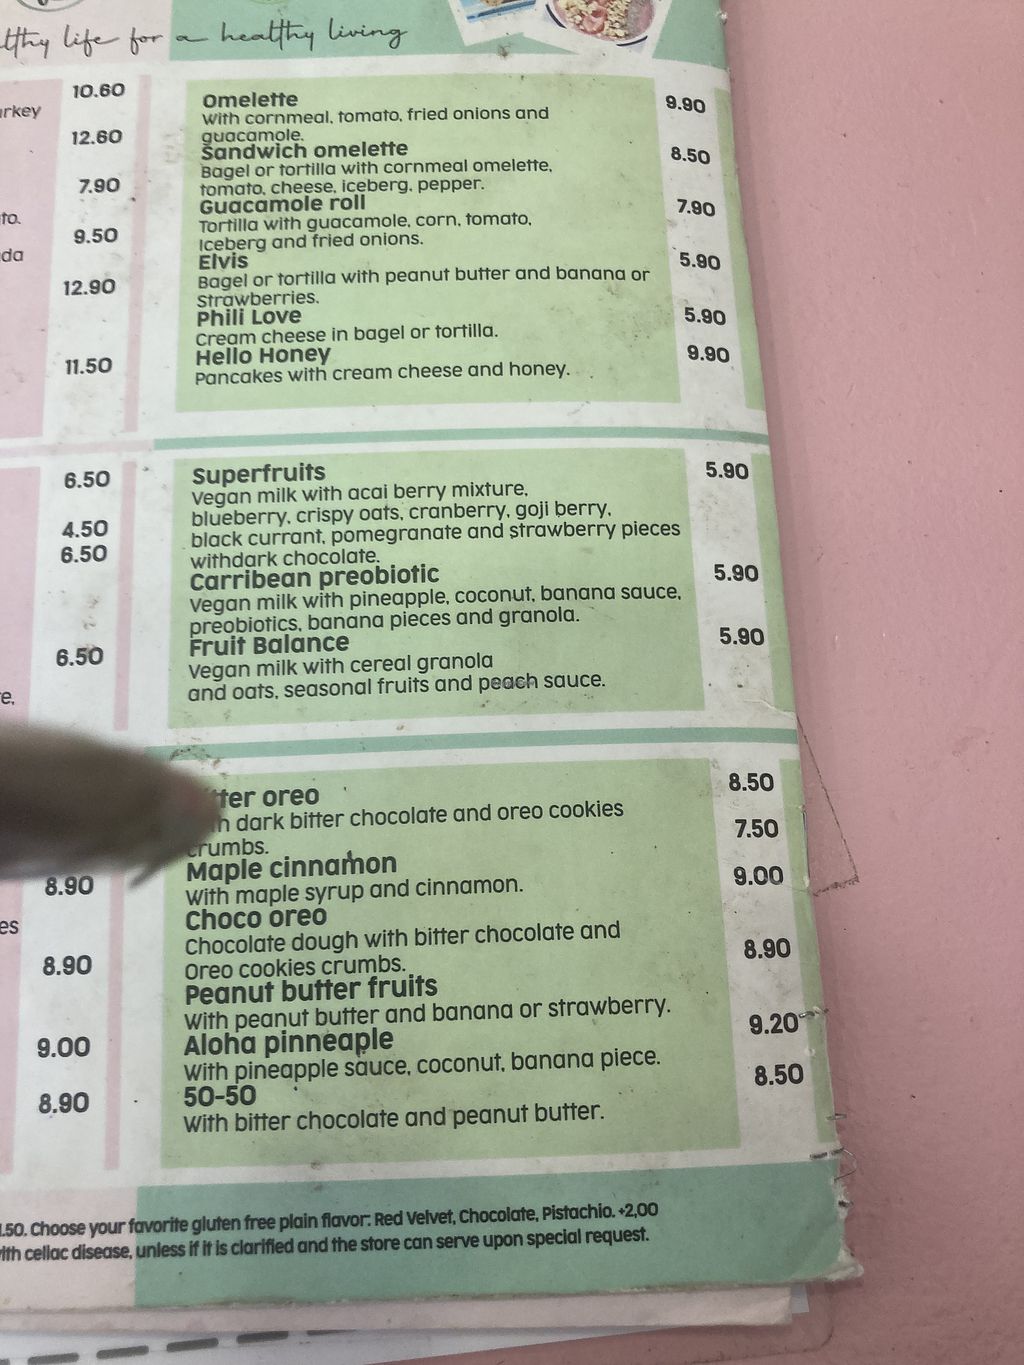 lthy life for a healthy living
10.60
urkey
12.60
7.90
to.
9.50
da
12.90
11.50
Omelette 9.90
With cornmeal, tomato, fried onions and
guacamole.
Sandwich omelette 8.50
Bagel or tortilla with cornmeal omelette,
tomato, cheese, iceberg, pepper.
Guacamole roll 7.90
Tortilla with guacamole, corn, tomato,
Iceberg and fried onions.
Elvis 5.90
Bagel or tortilla with peanut butter and banana or
Strawberries.
Phili Love 5.90
Cream cheese in bagel or tortilla.
Hello Honey 9.90
Pancakes with cream cheese and honey.
6.50
4.50
6.50
6.50
re,
Superfruits 5.90
Vegan milk with acai berry mixture,
blueberry, crispy oats, cranberry, goji berry,
black currant, pomegranate and strawberry pieces
withdark chocolate.
Carribean preobiotic 5.90
Vegan milk with pineapple, coconut, banana sauce,
preobiotics, banana pieces and granola.
Fruit Balance 5.90
Vegan milk with cereal granola
and oats, seasonal fruits and peach sauce.
8.90
es
8.90
9.00
8.90
tter oreo 8.50
dark bitter chocolate and oreo cookies
crumbs. 7.50
Maple cinnamon
With maple syrup and cinnamon. 9.00
Choco oreo
Chocolate dough with bitter chocolate and
Oreo cookies crumbs. 8.90
Peanut butter fruits
With peanut butter and banana or strawberry.
Aloha pinneaple 9.20
With pineapple sauce, coconut, banana piece.
50-50 8.50
With bitter chocolate and peanut butter.
.50. Choose your favorite gluten free plain flavor: Red Velvet, Chocolate, Pistachio. +2,00
ith celiac disease, unless if it is clarified and the store can serve upon special request.